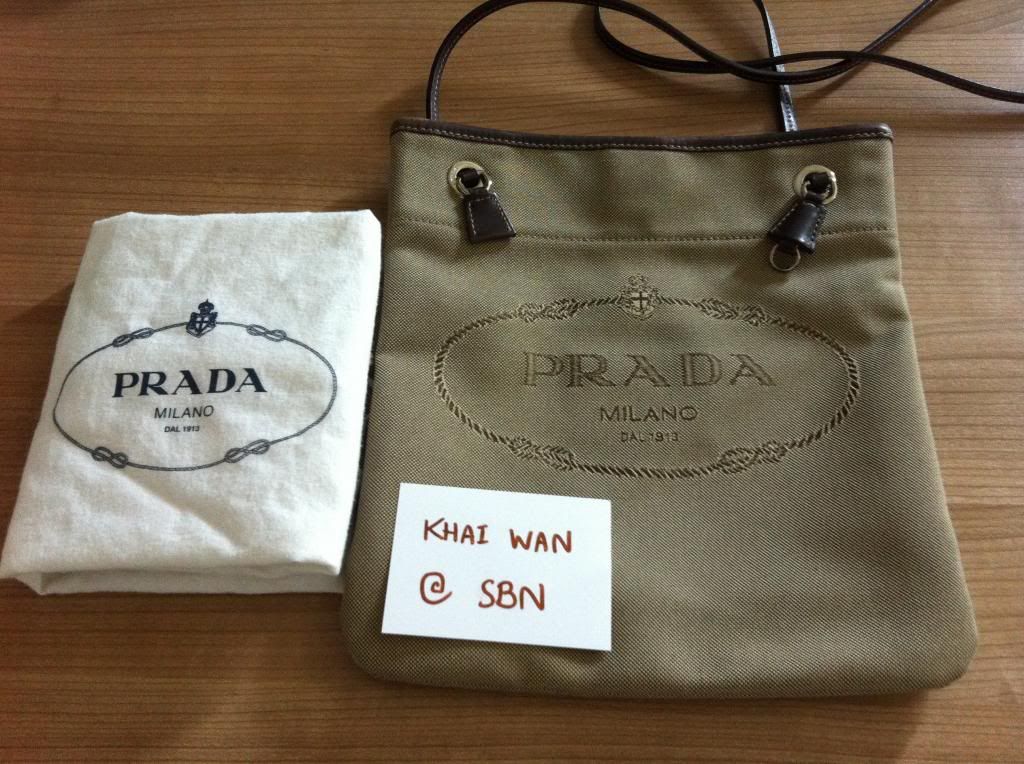 PRADA
MILANO
DAL 1913
PRADA
MILANO
DAL 1913
KHAI WAN
@ SBN